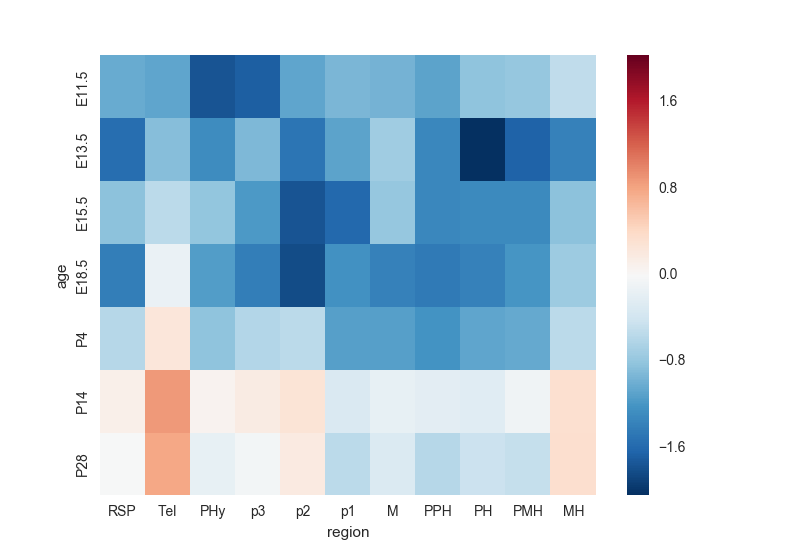 E11.5
E13.5
E15.5
E18.5
P4
P14
P28
age
RSP Tel PHy p3 p2 p1 M PPH PH PMH MH
region
1.6
0.8
0.0
−0.8
−1.6